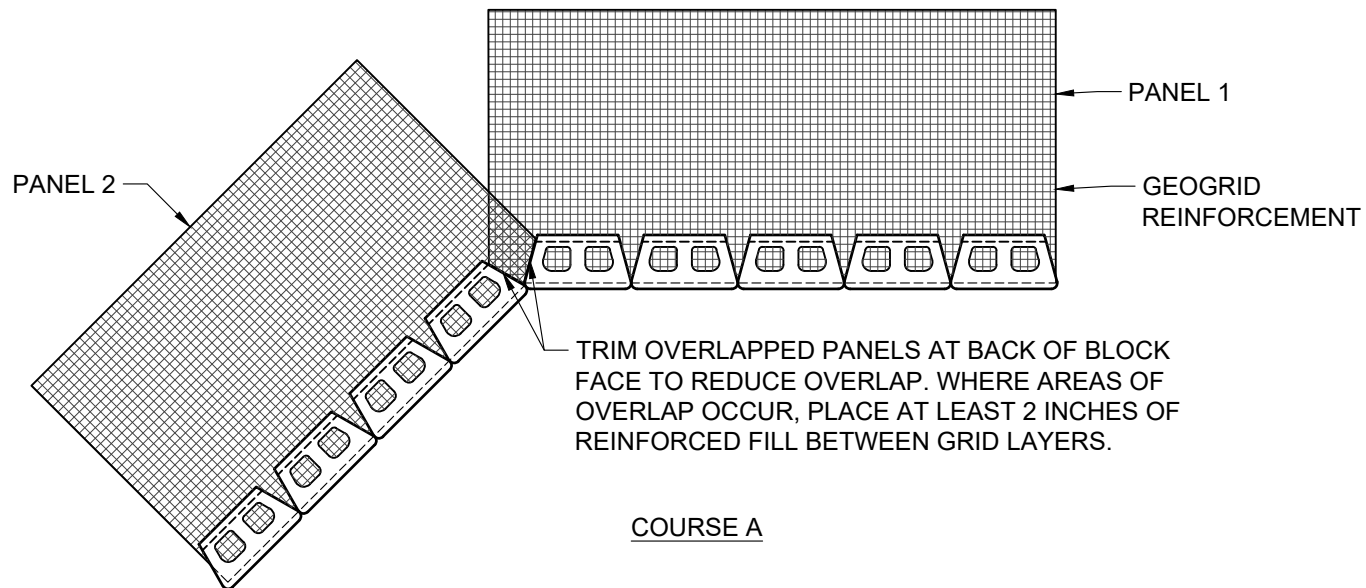 PANEL 1
PANEL 2
GEOGRID
REINFORCEMENT
TRIM OVERLAPPED PANELS AT BACK OF BLOCK
FACE TO REDUCE OVERLAP. WHERE AREAS OF
OVERLAP OCCUR, PLACE AT LEAST 2 INCHES OF
REINFORCED FILL BETWEEN GRID LAYERS.
COURSE A